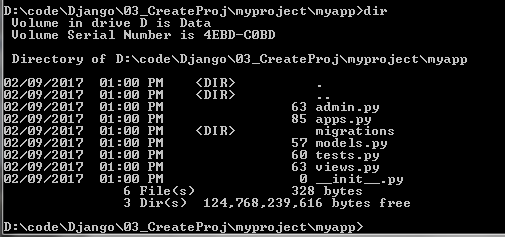 D:\code\Django\03_CreateProj\myproject\myapp>dir
 Volume in drive D is Data
 Volume Serial Number is 4EBD-C0BD

 Directory of D:\code\Django\03_CreateProj\myproject\myapp

02/09/2017  01:00 PM    <DIR>          .
02/09/2017  01:00 PM    <DIR>          ..
02/09/2017  01:00 PM                63 admin.py
02/09/2017  01:00 PM                85 apps.py
02/09/2017  01:00 PM    <DIR>          migrations
02/09/2017  01:00 PM                57 models.py
02/09/2017  01:00 PM                60 tests.py
02/09/2017  01:00 PM                63 views.py
02/09/2017  01:00 PM                 0 __init__.py
               6 File(s)            328 bytes
               3 Dir(s)  124,768,239,616 bytes free

D:\code\Django\03_CreateProj\myproject\myapp>